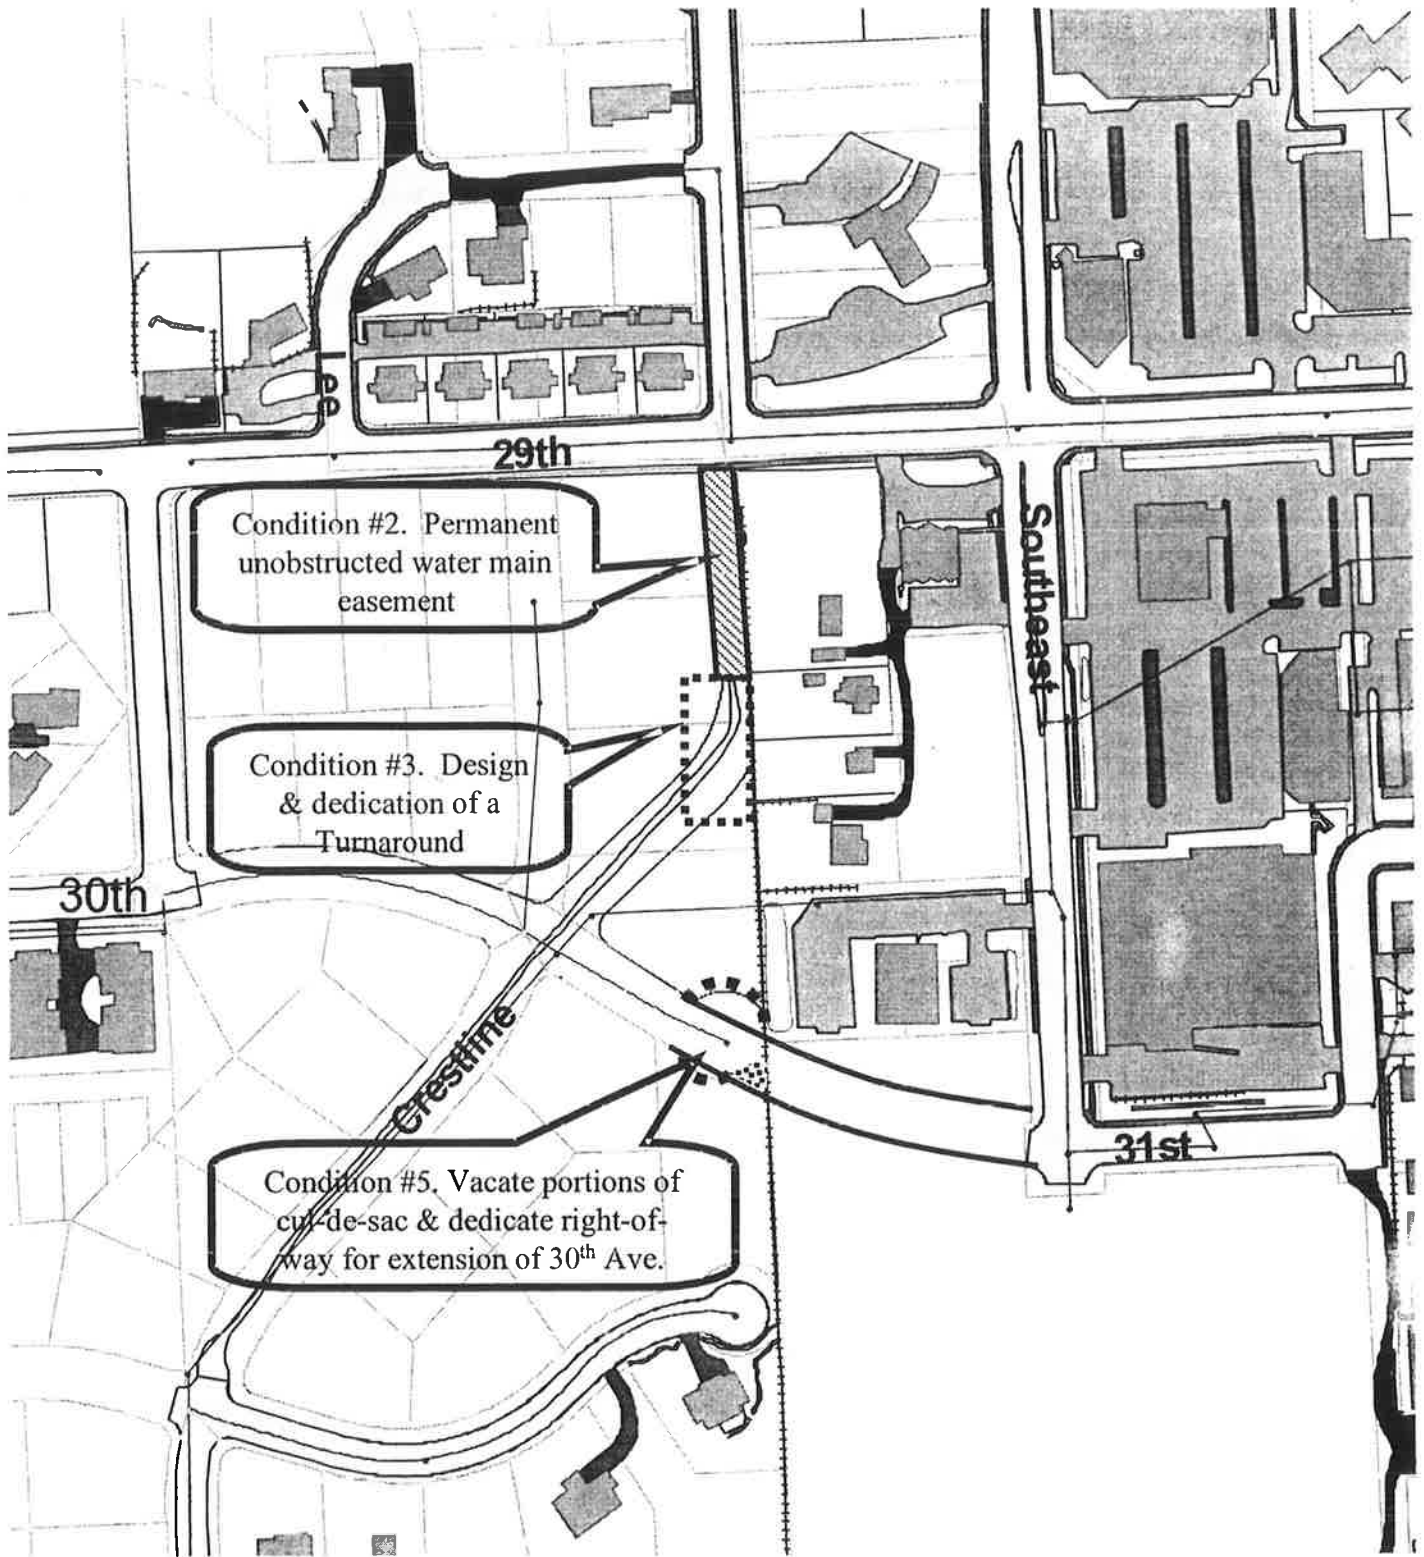 Lee
29th
Condition #2. Permanent
unobstructed water main
easement
Southeast
Condition #3. Design
& dedication of a
Turnaround
30th
Crestline
31st
Condition #5. Vacate portions of
cul-de-sac & dedicate right-of-
way for extension of 30th Ave.